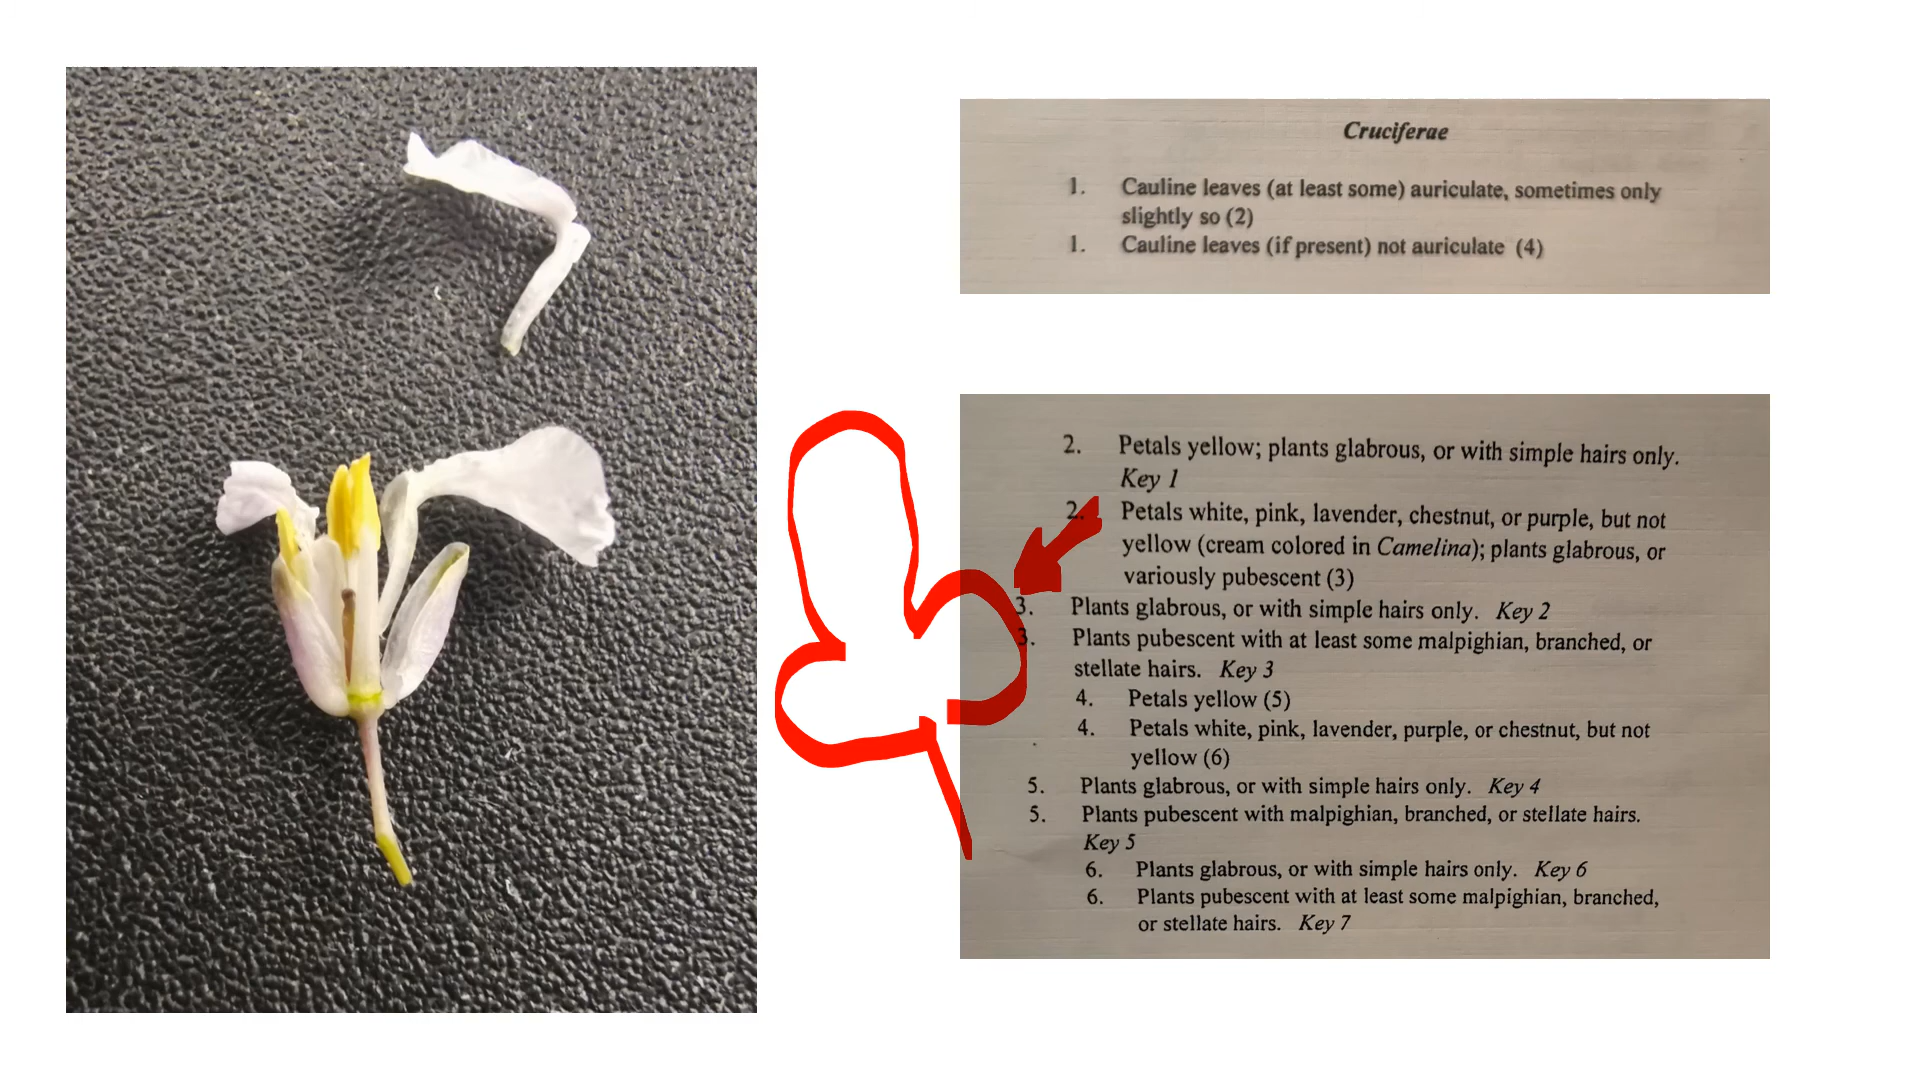 Cruciferae
1. Cauline leaves (at least some) auriculate, sometimes only
slightly so (2)
1. Cauline leaves (if present) not auriculate (4)
2. Petals yellow; plants glabrous, or with simple hairs only.
Key 1
2. Petals white, pink, lavender, chestnut, or purple, but not
yellow (cream colored in Camelina); plants glabrous, or
variously pubescent (3)
3. Plants glabrous, or with simple hairs only. Key 2
3. Plants pubescent with at least some malpighian, branched, or
stellate hairs. Key 3
4. Petals yellow (5)
4. Petals white, pink, lavender, purple, or chestnut, but not
yellow (6)
5. Plants glabrous, or with simple hairs only. Key 4
5. Plants pubescent with malpighian, branched, or stellate hairs.
Key 5
6. Plants glabrous, or with simple hairs only. Key 6
6. Plants pubescent with at least some malpighian, branched,
or stellate hairs. Key 7